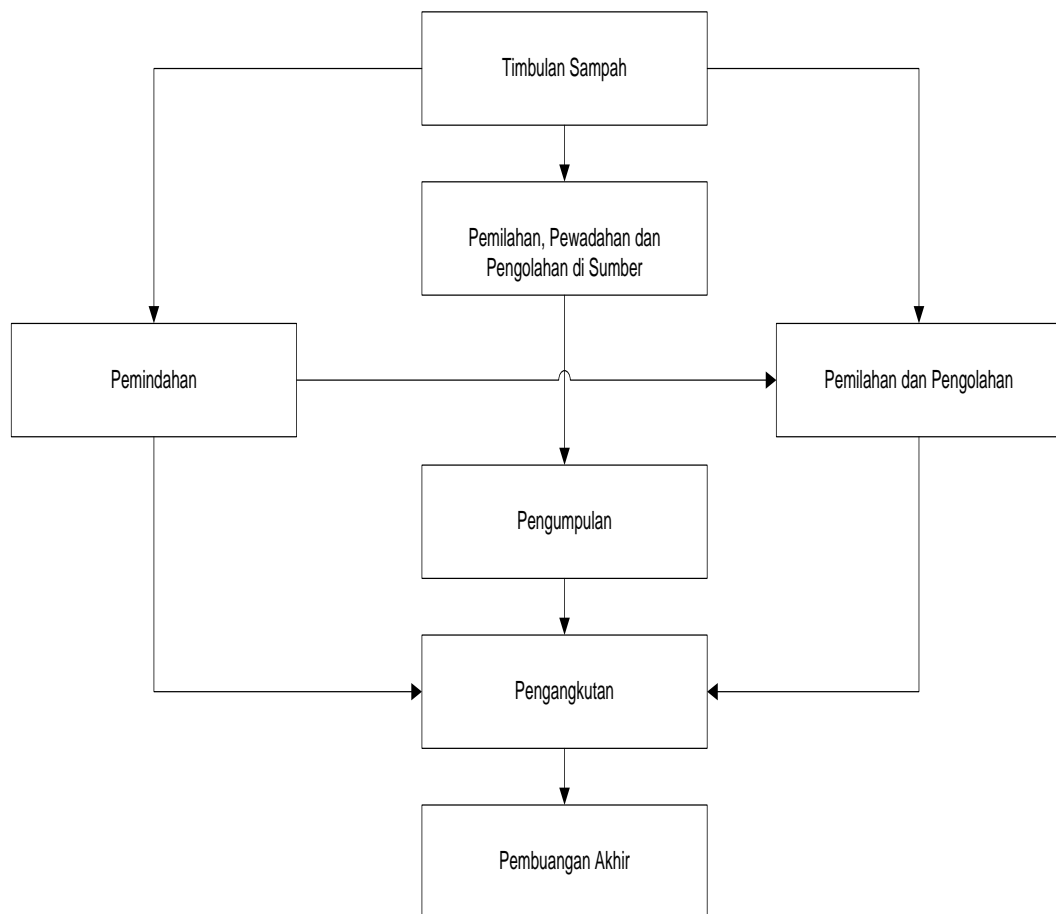 Timbulan Sampah
Pemilahan, Pewadahan dan
Pengolahan di Sumber
Pemindahan
Pemilahan dan Pengolahan
Pengumpulan
Pengangkutan
Pembuangan Akhir